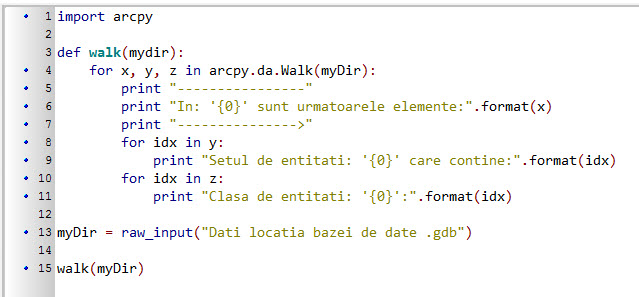 1 import arcpy
2
3 def walk(mydir):
4     for x, y, z in arcpy.da.Walk(myDir):
5         print "----------------"
6         print "In: '{0}' sunt urmatoarele elemente:".format(x)
7         print "--------------->"
8         for idx in y:
9             print "Setul de entitati: '{0}' care contine:".format(idx)
10         for idx in z:
11             print "Clasa de entitati: '{0}':".format(idx)
12
13 myDir = raw_input("Dati locatia bazei de date .gdb")
14
15 walk(myDir)